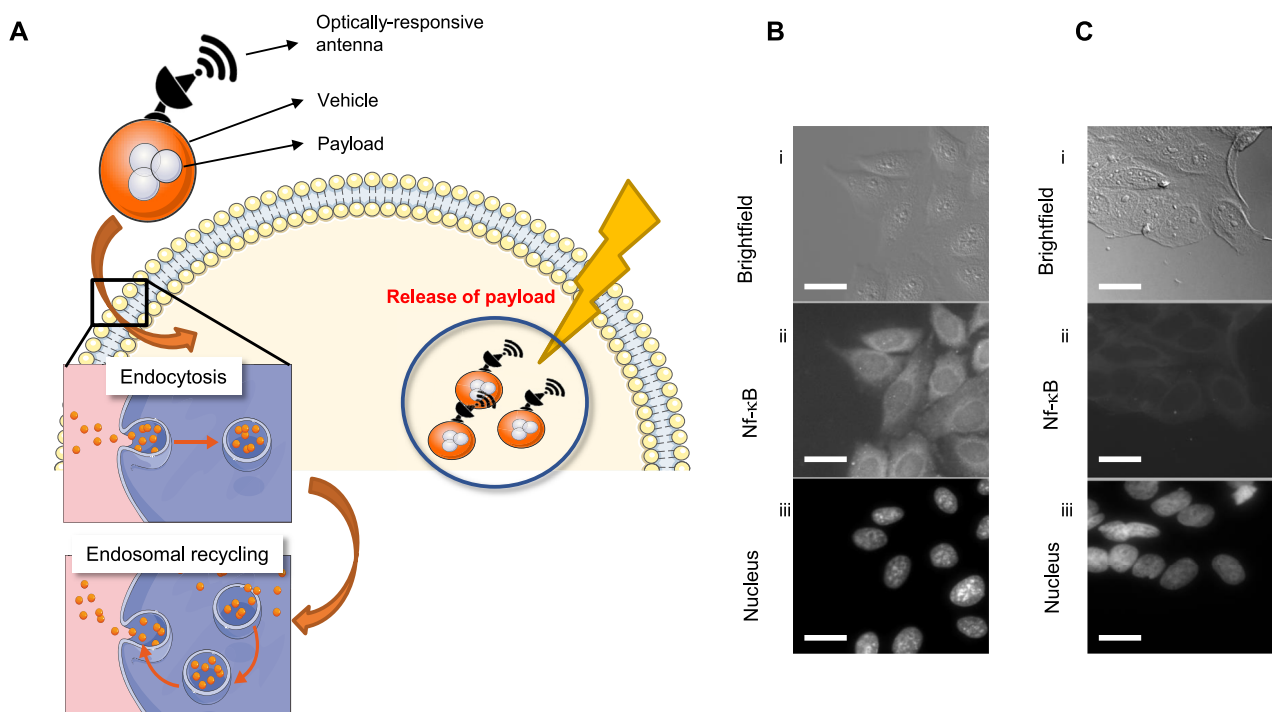 A
Optically-responsive
antenna
Vehicle
Payload
Release of payload
Endocytosis
Endosomal recycling
B
i
Brightfield
ii
Nf-κB
iii
Nucleus
C
i
Brightfield
ii
Nf-κB
iii
Nucleus